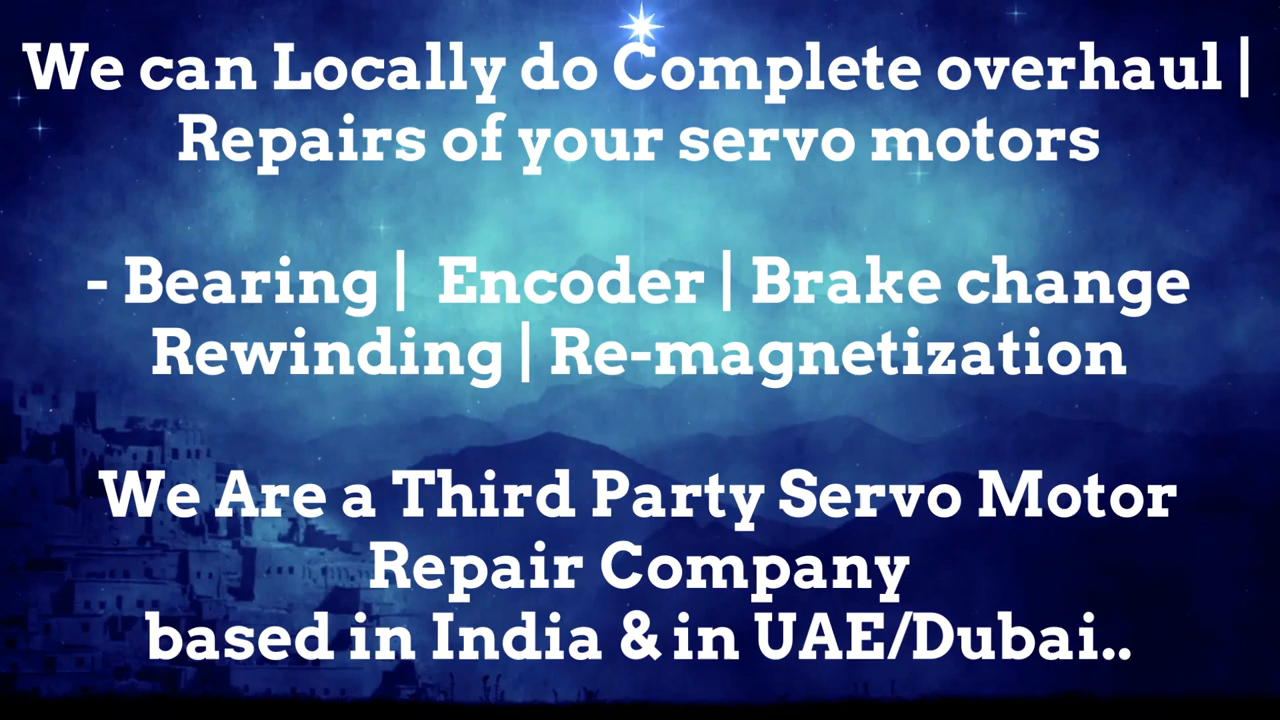 We can Locally do Complete overhaul |
Repairs of your servo motors
- Bearing | Encoder | Brake change
Rewinding | Re-magnetization
We Are a Third Party Servo Motor
Repair Company
based in India & in UAE/Dubai..